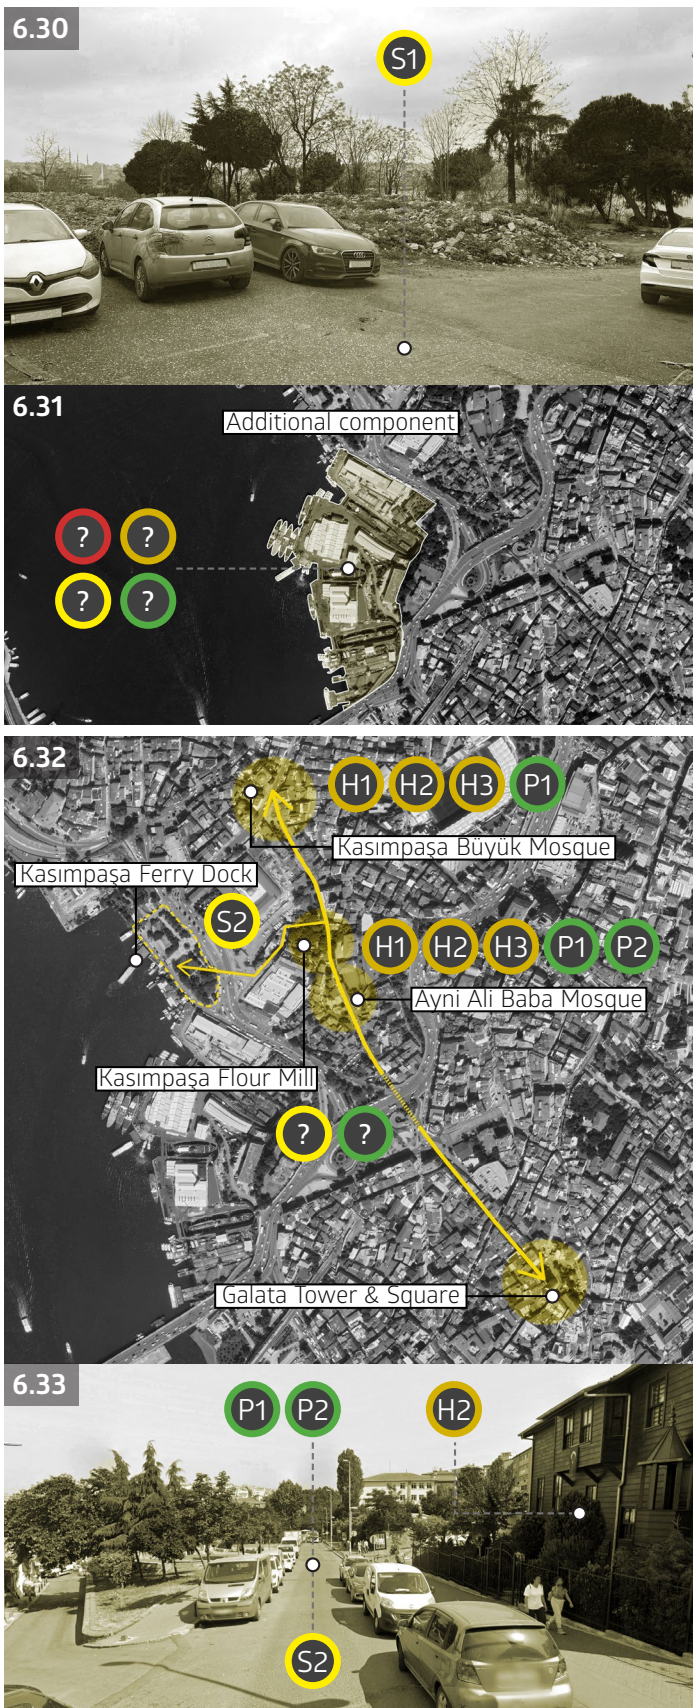 6.30
S1
6.31
Additional component
? ?
? ?
6.32
H1 H2 H3 P1
Kasımpaşa Büyük Mosque
Kasımpaşa Ferry Dock
S2
H1 H2 H3 P1 P2
Ayni Ali Baba Mosque
Kasımpaşa Flour Mill
? ?
Galata Tower & Square
6.33
P1 P2 H2
S2